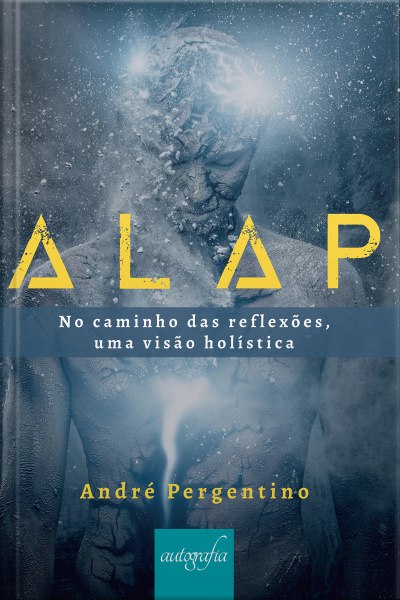 ALAP
No caminho das reflexões,
uma visão holística
André Pergentino
autografia